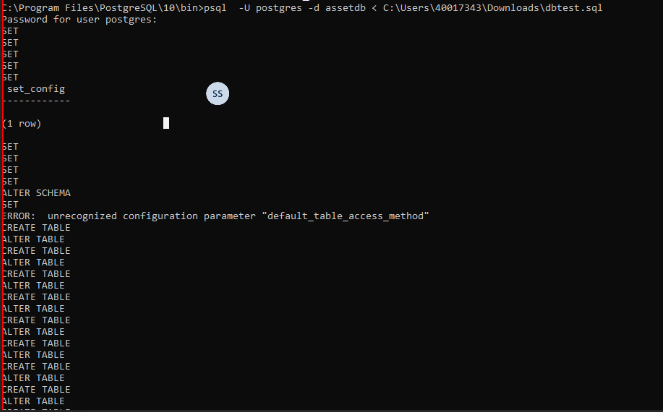 C:\Program Files\PostgreSQL\10\bin>psql  -U postgres -d assetdb < C:\Users\40017343\Downloads\dbtest.sql
Password for user postgres:
SET
SET
SET
SET
SET
set_config
------------
SS
(1 row)
SET
SET
SET
SET
ALTER SCHEMA
SET
ERROR:  unrecognized configuration parameter "default_table_access_method"
CREATE TABLE
ALTER TABLE
CREATE TABLE
ALTER TABLE
CREATE TABLE
ALTER TABLE
CREATE TABLE
ALTER TABLE
CREATE TABLE
ALTER TABLE
CREATE TABLE
ALTER TABLE
CREATE TABLE
ALTER TABLE
CREATE TABLE
ALTER TABLE
CREATE TABLE